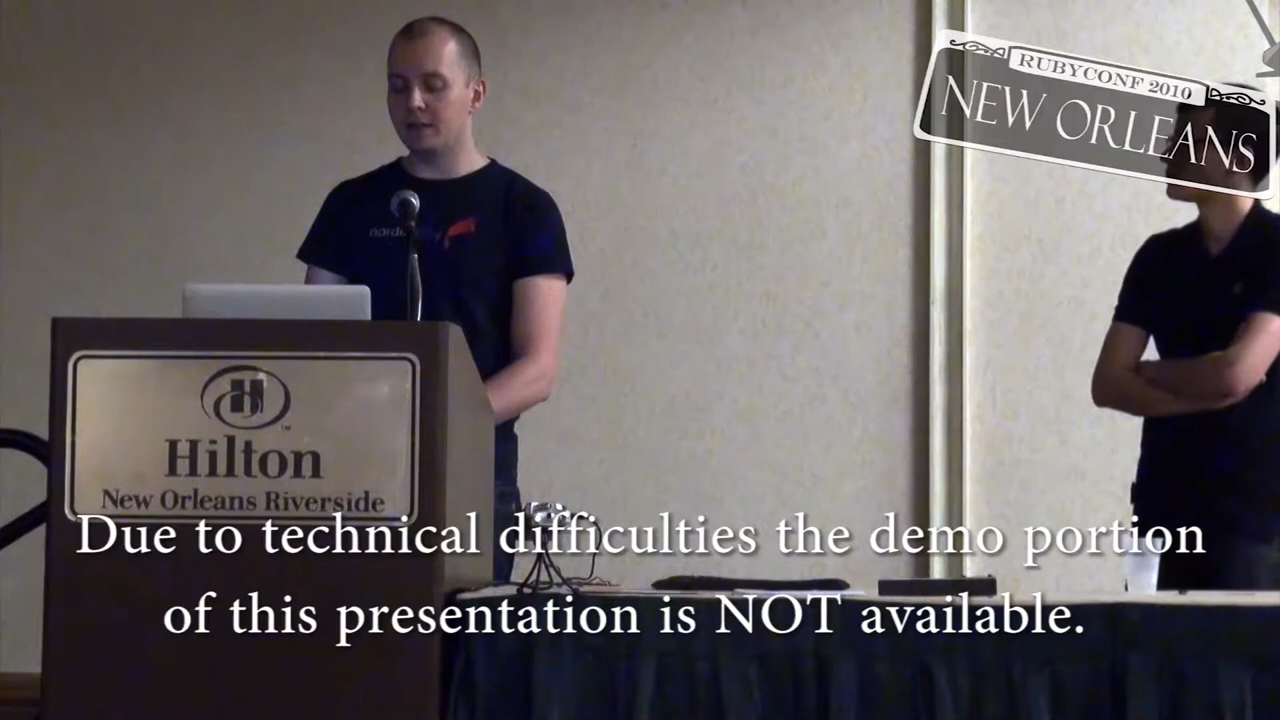 RUBYCONF 2010
NEW ORLEANS
H
Hilton
New Orleans Riverside
Due to technical difficulties the demo portion
of this presentation is NOT available.